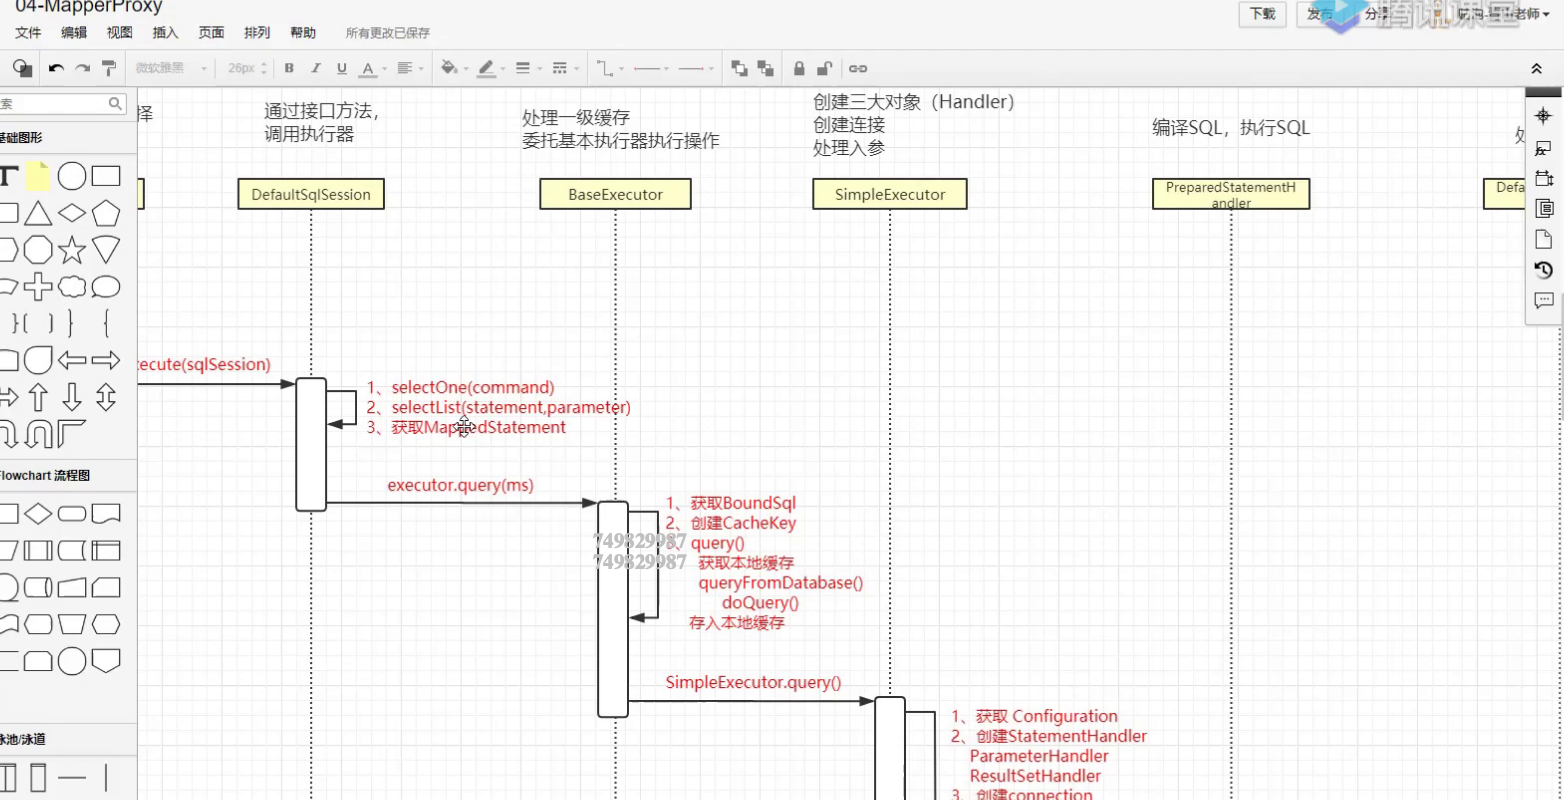 04-MapperProxy
下载
发布
分享
老师
腾讯课堂
文件 编辑 视图 插入 页面 排列 帮助 所有更改已保存
微软雅黑 26px B I U A
索
基础图形
择
通过接口方法，
调用执行器
处理一级缓存
委托基本执行器执行操作
创建三大对象（Handler）
创建连接
处理入参
编译SQL，执行SQL
处
DefaultSqlSession
BaseExecutor
SimpleExecutor
PreparedStatementH
andler
Defa
ecute(sqlSession)
1、selectOne(command)
2、selectList(statement,parameter)
3、获取MappedStatement
executor.query(ms)
1、获取BoundSql
2、创建CacheKey
3、query()
获取本地缓存
queryFromDatabase()
doQuery()
存入本地缓存
749829987
749829987
SimpleExecutor.query()
1、获取 Configuration
2、创建StatementHandler
ParameterHandler
ResultSetHandler
3、创建connection
Flowchart 流程图
泳池/泳道